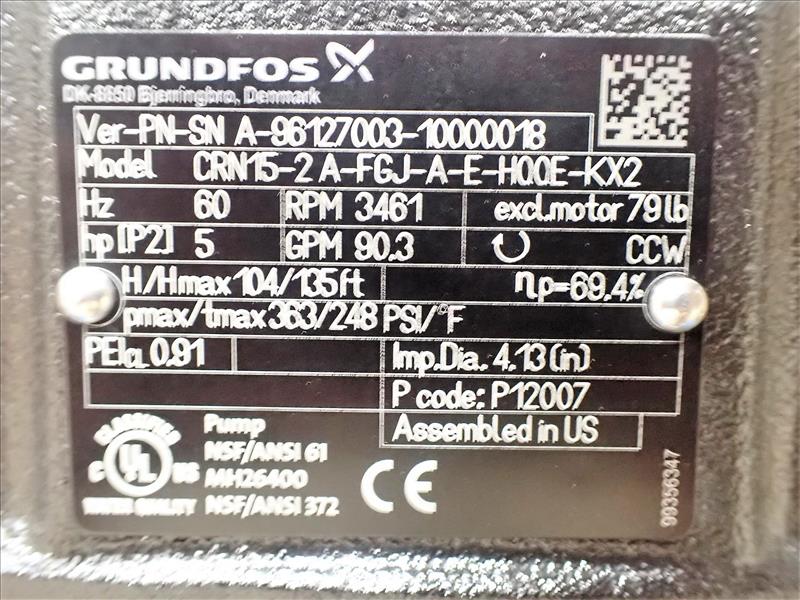 GRUNDFOS
DK-8850 Bjerringbro, Denmark
Ver-PN-SN A-96127003-10000018
Model CRN15-2 A-FGJ-A-E-HQQE-KX2
Hz 60 RPM 3461 excl.motor 79 lb
hp [P2] 5 GPM 90.3 CCW
H/Hmax 104/135 ft ηp=69.4%
pmax/tmax 363/248 PSI/°F
PEIcL 0.91 Imp.Dia. 4.13 (in)
P code: P12007
Assembled in US
CLASSIFIED
C UL US
WATER QUALITY
Pump
NSF/ANSI 61
MH26400
NSF/ANSI 372
CE
99356347